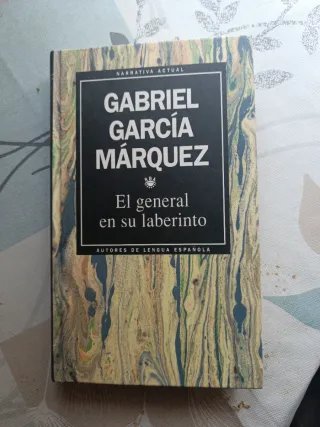 NARRATIVA ACTUAL
GABRIEL
GARCÍA
MÁRQUEZ
El general
en su laberinto
AUTORES DE LENGUA ESPAÑOLA